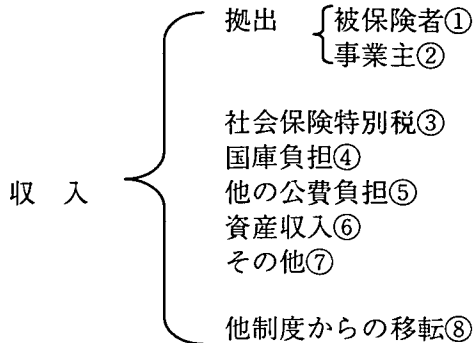 拠出
被保険者①
事業主②
社会保険特別税③
国庫負担④
収 入
他の公費負担⑤
資産収入⑥
その他⑦
他制度からの移転⑧